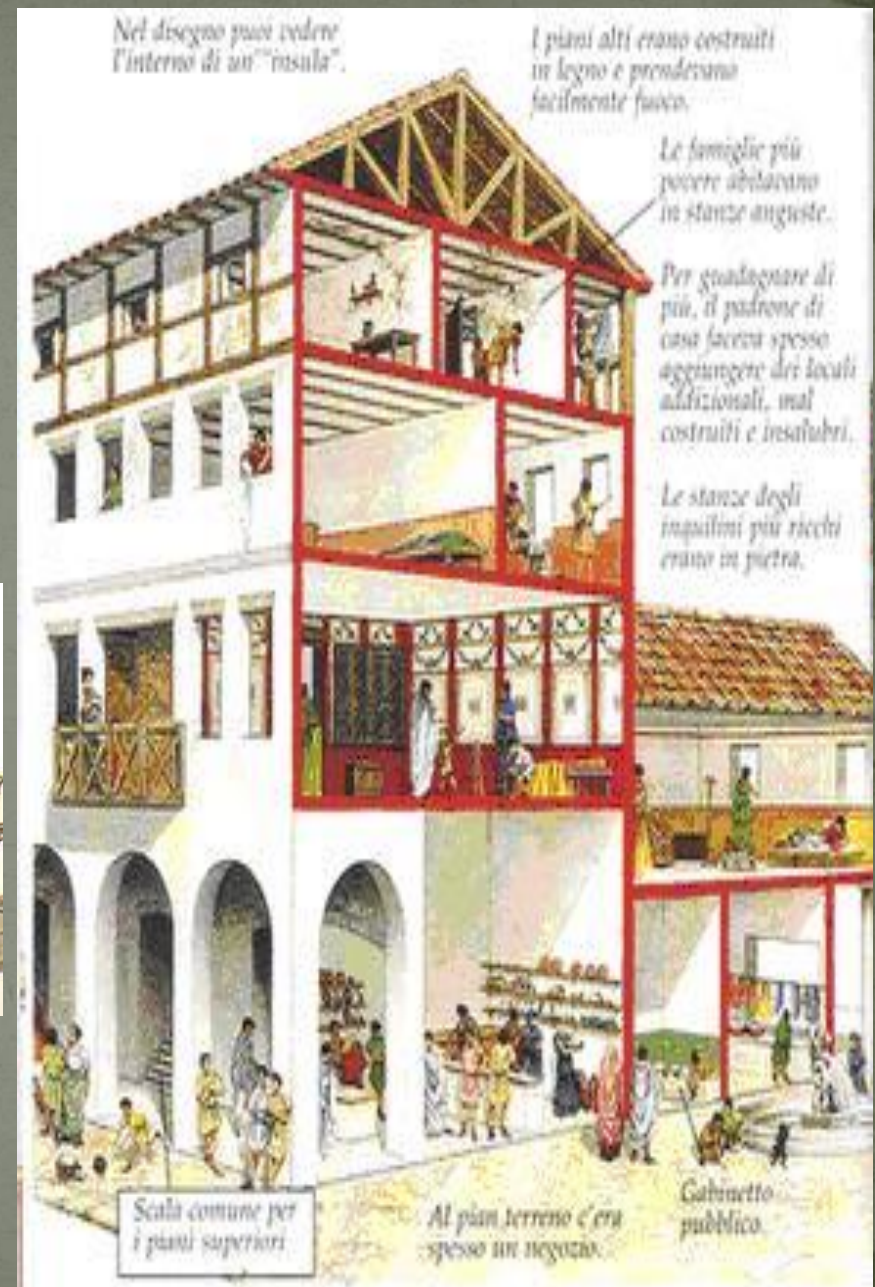 Nel disegno puoi vedere
l'interno di un'"insula".
I piani alti erano costruiti
in legno e prendevano
facilmente fuoco.
Le famiglie più
povere abitavano
in stanze anguste.
Per guadagnare di
più, il padrone di
casa faceva spesso
aggiungere dei locali
addizionali, mal
costruiti e insalubri.
Le stanze degli
inquilini più ricchi
erano in pietra.
Scala comune per
i piani superiori
Al pian terreno c'era
spesso un negozio.
Gabinetto
pubblico.